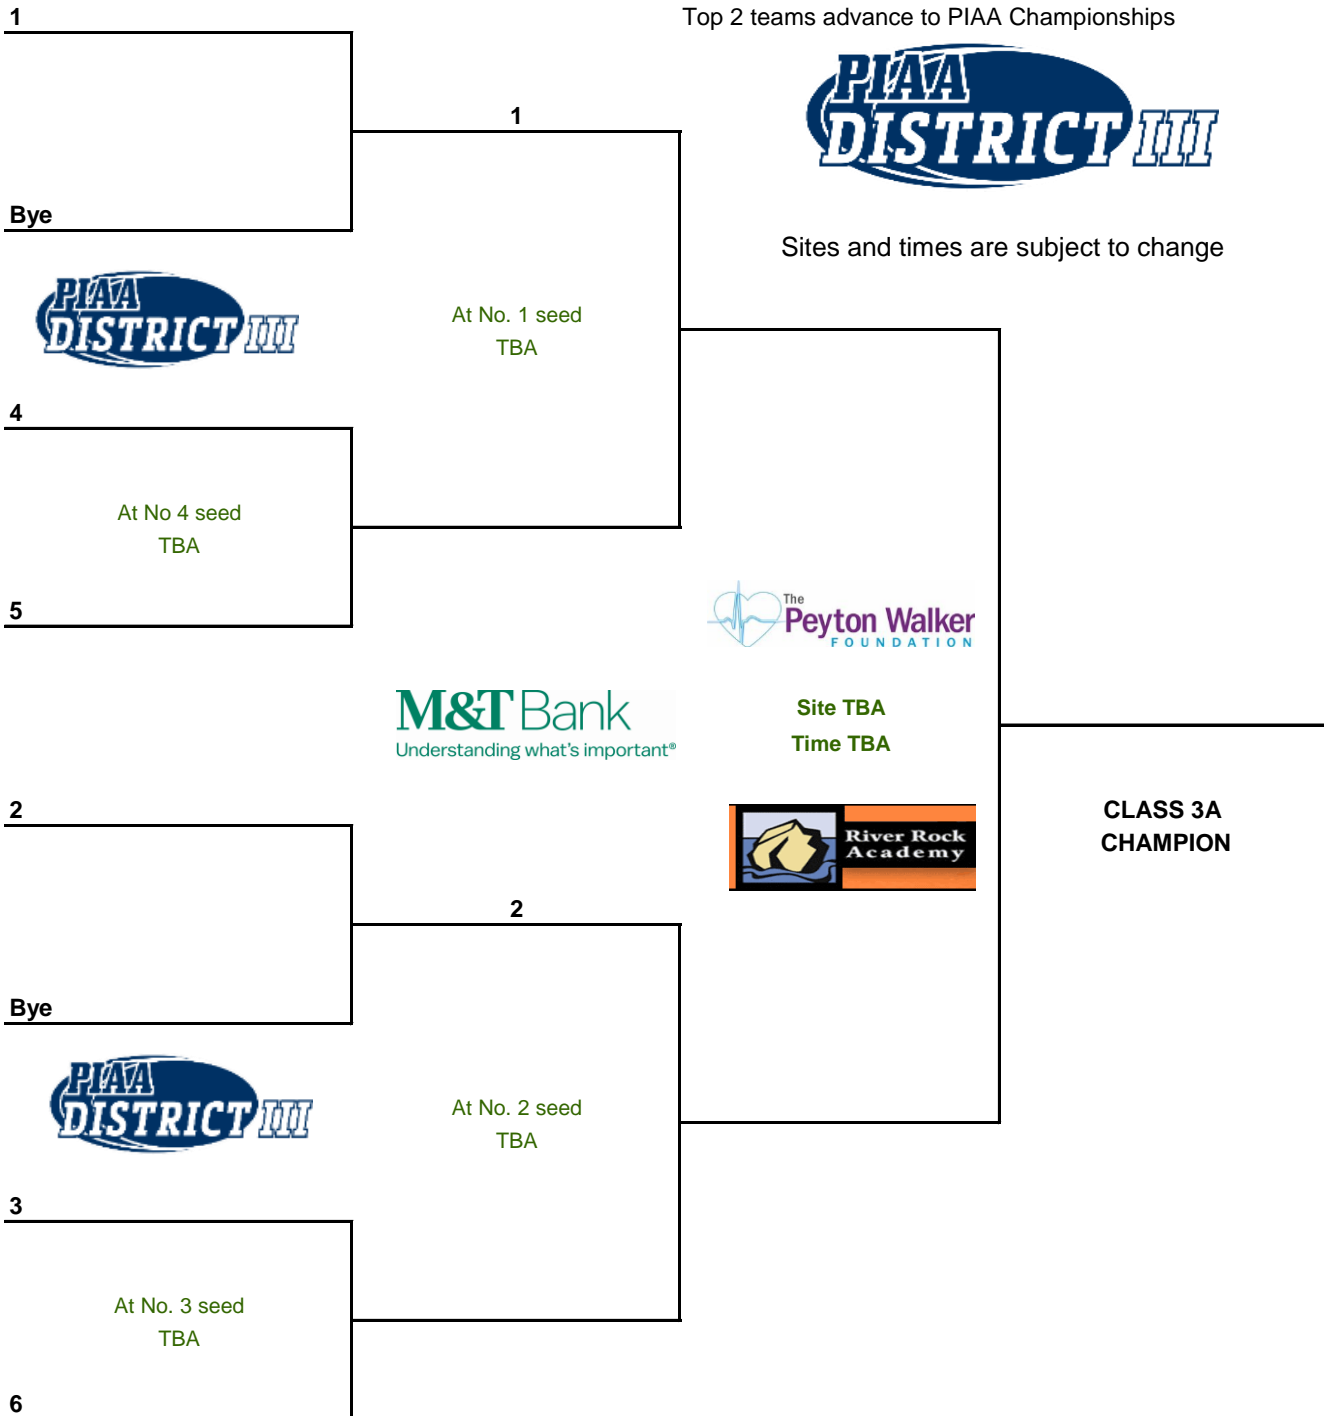 1
Top 2 teams advance to PIAA Championships
PIAA
DISTRICT III
1
Bye
Sites and times are subject to change
PIAA
DISTRICT III
At No. 1 seed
TBA
4
At No 4 seed
TBA
5
The
Peyton Walker
FOUNDATION
M&T Bank
Understanding what's important®
Site TBA
Time TBA
2
River Rock
Academy
CLASS 3A
CHAMPION
2
Bye
PIAA
DISTRICT III
At No. 2 seed
TBA
3
At No. 3 seed
TBA
6